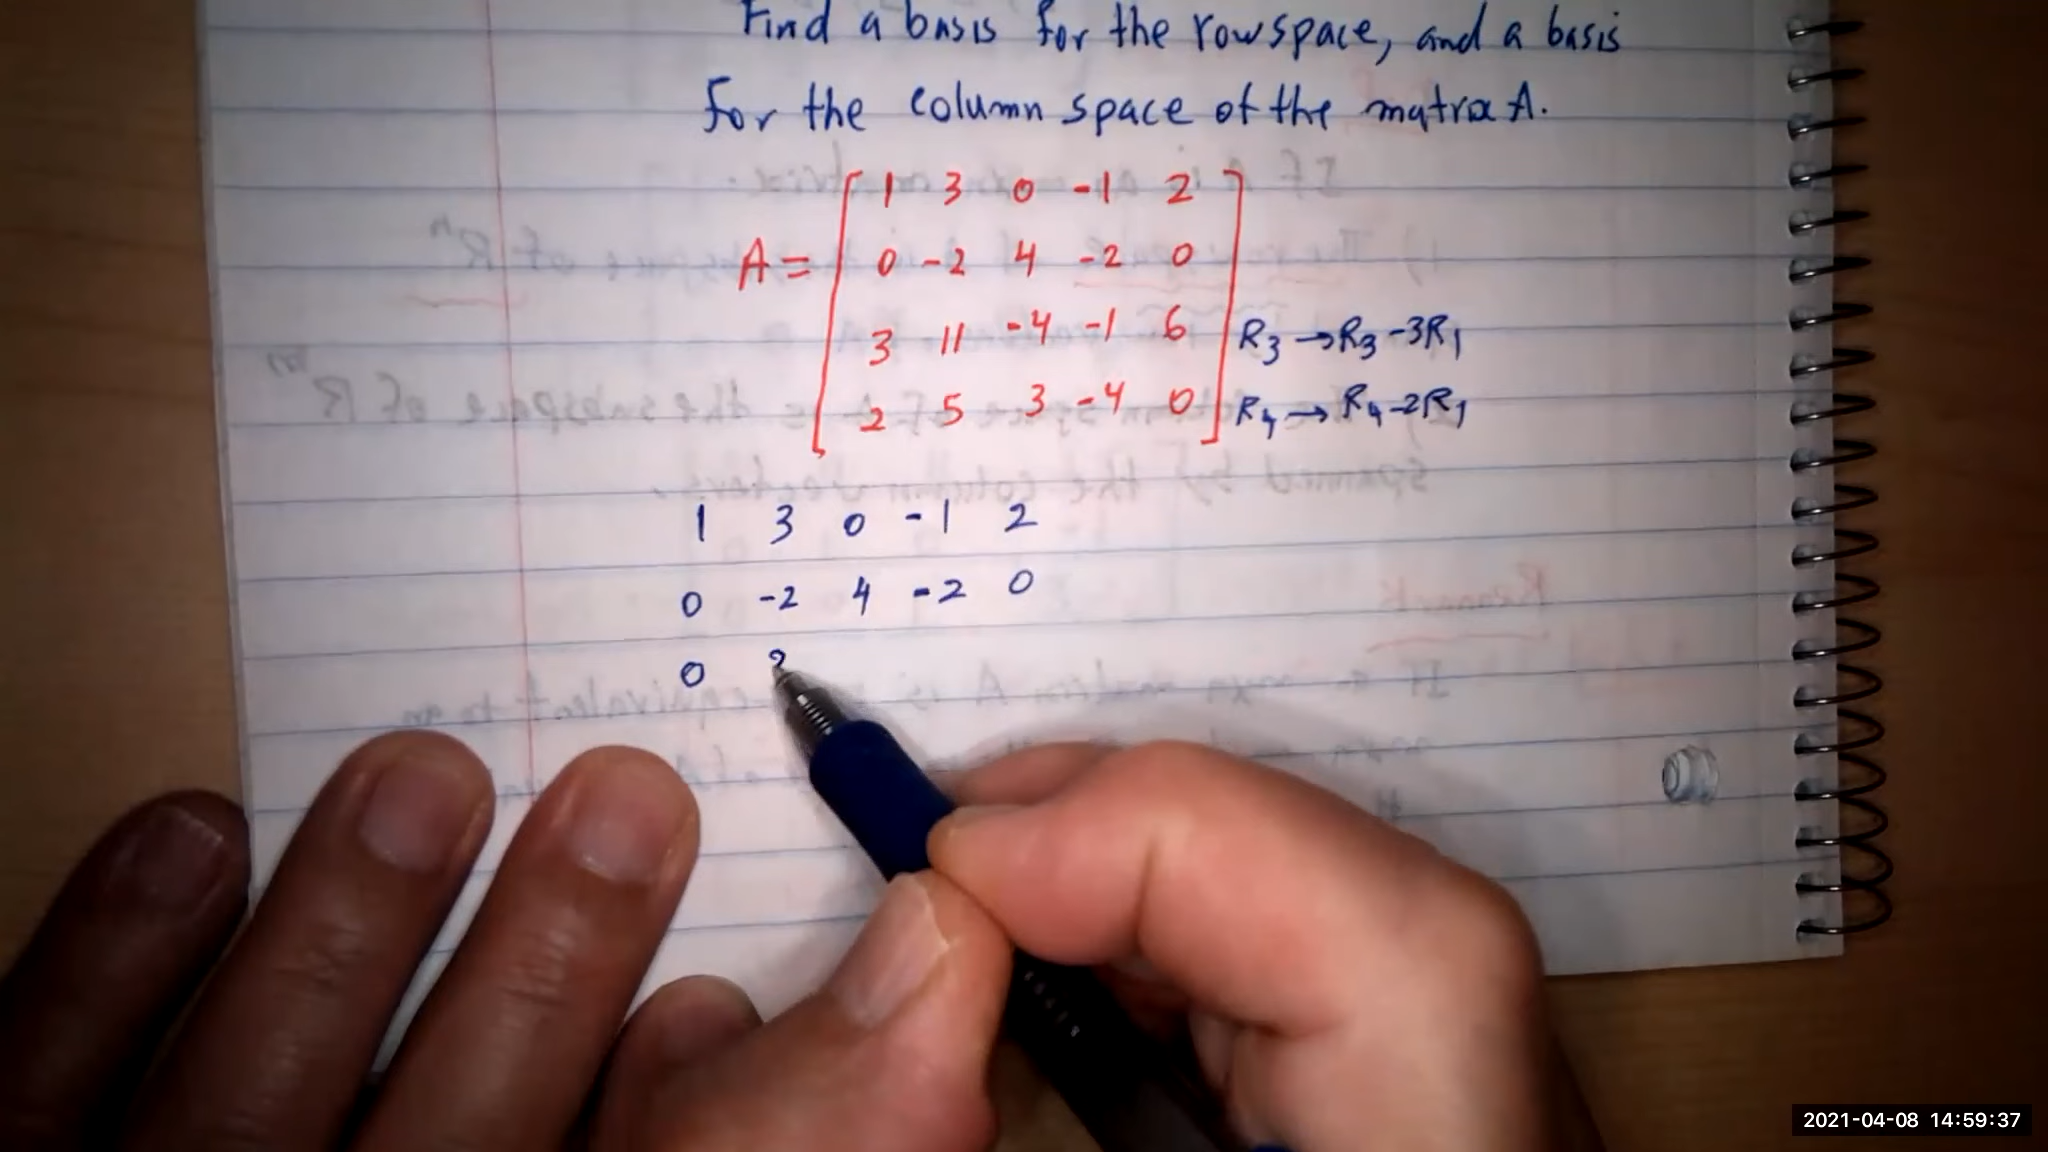 Find a basis for the rowspace, and a basis
for the column space of the matrix A.
A = [ 1 3 0 -1 2
0 -2 4 -2 0
3 11 -4 -1 6 R3 → R3 -3R1
2 5 3 -4 0 ] R4 → R4 -2R1
1 3 0 -1 2
0 -2 4 -2 0
0 2
2021-04-08 14:59:37